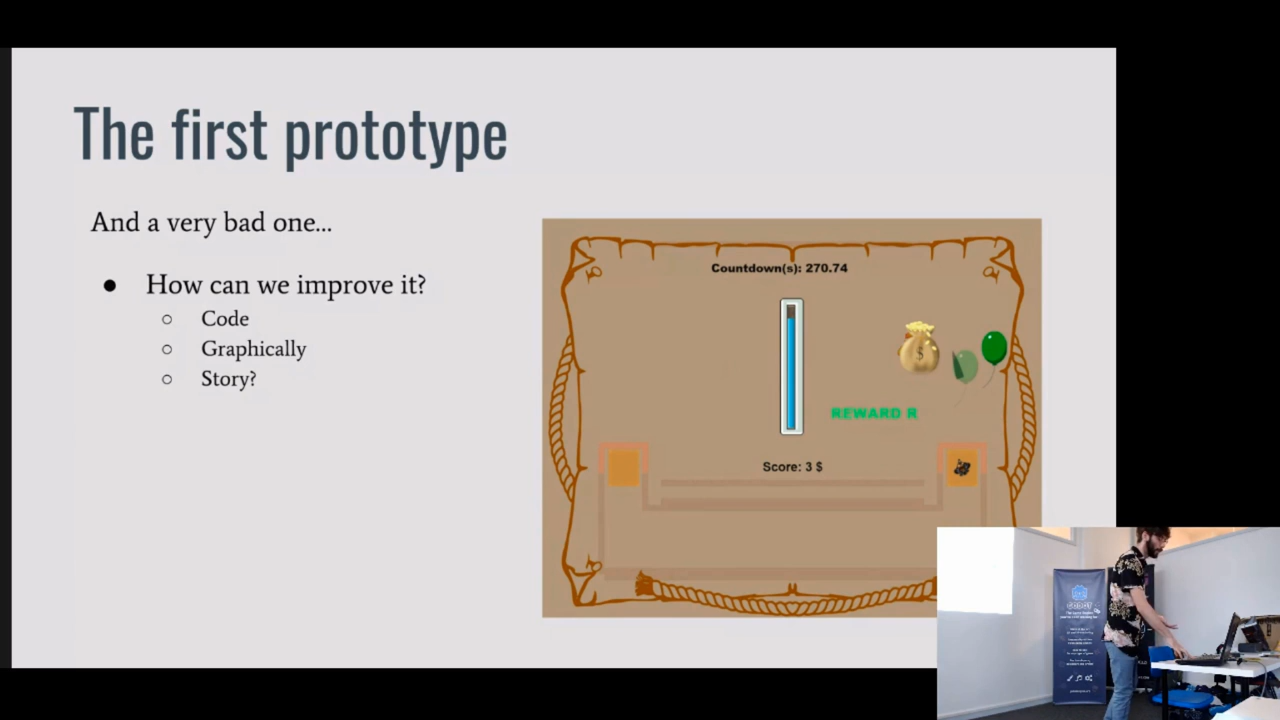 The first prototype
And a very bad one...
● How can we improve it?
○ Code
○ Graphically
○ Story?
Countdown(s): 270.74
$
REWARD R
Score: 3 $
GODOT